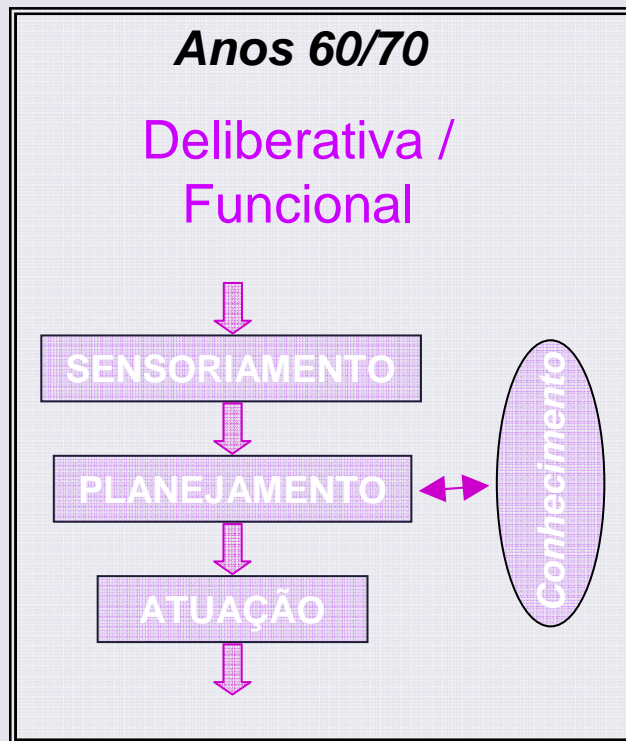 Anos 60/70
Deliberativa /
Funcional
SENSORIAMENTO
PLANEJAMENTO
Conhecimento
ATUAÇÃO